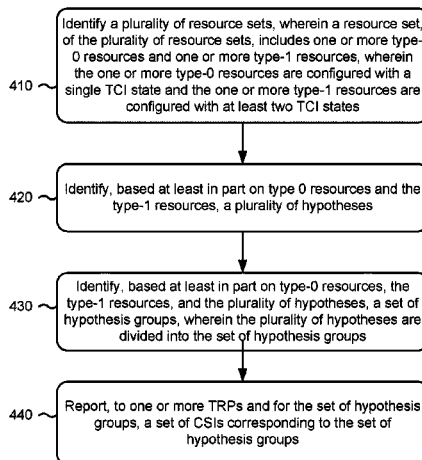 410
Identify a plurality of resource sets, wherein a resource set,
of the plurality of resource sets, includes one or more type-
0 resources and one or more type-1 resources, wherein
the one or more type-0 resources are configured with a
single TCI state and the one or more type-1 resources are
configured with at least two TCI states
420
Identify, based at least in part on type 0 resources and the
type-1 resources, a plurality of hypotheses
430
Identify, based at least in part on type-0 resources, the
type-1 resources, and the plurality of hypotheses, a set of
hypothesis groups, wherein the plurality of hypotheses are
divided into the set of hypothesis groups
440
Report, to one or more TRPs and for the set of hypothesis
groups, a set of CSIs corresponding to the set of
hypothesis groups